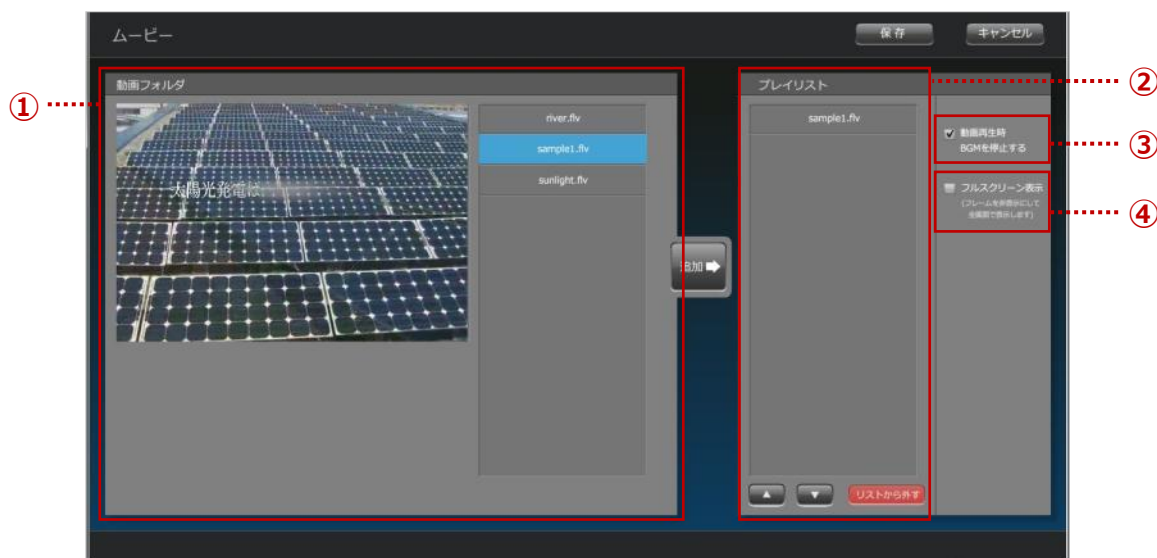 ムービー
保存
キャンセル
①
動画フォルダ
太陽光発電は
river.flv
sample1.flv
sunlight.flv
追加
プレイリスト
②
sample1.flv
動画再生時
BGMを停止する
③
フルスクリーン表示
(フレームを非表示にして
全画面で表示します)
④
▲
▼
リストから外す